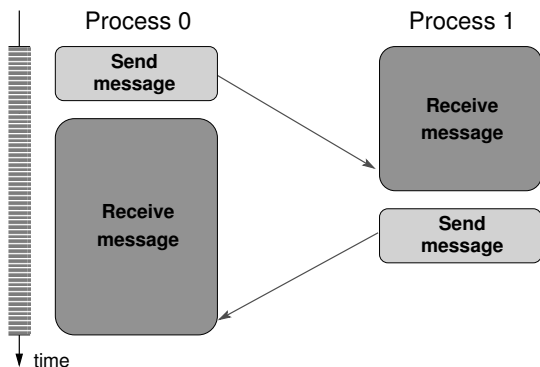 Process 0
Process 1
Send
message
Receive
message
Receive
message
Send
message
time